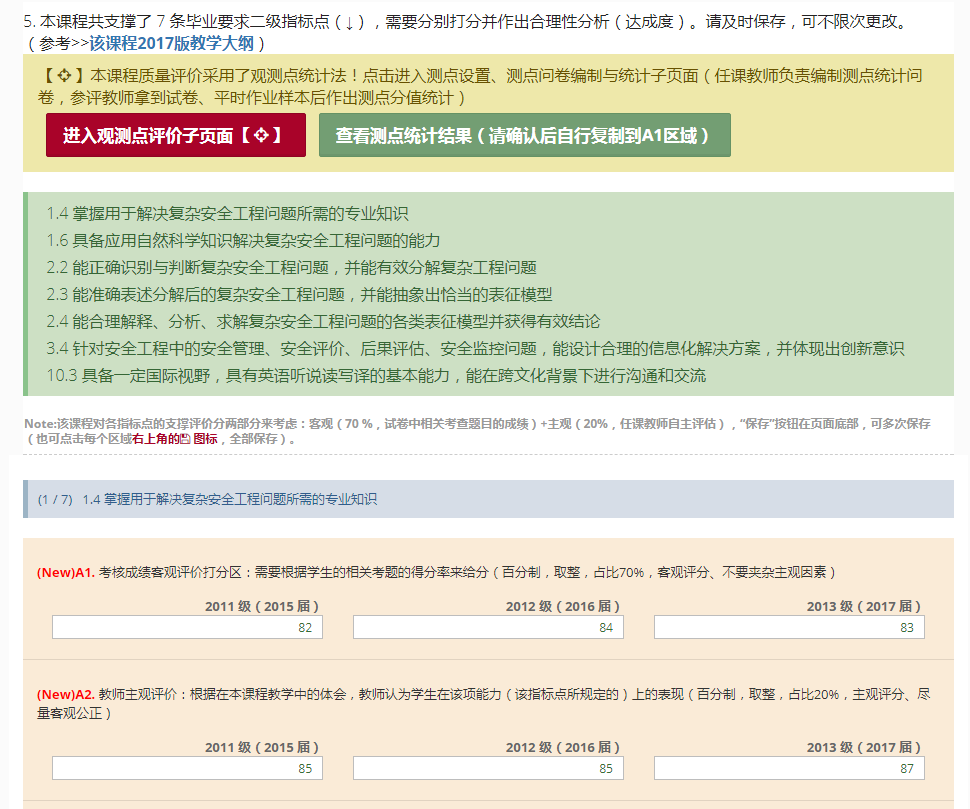 5. 本课程共支撑了 7 条毕业要求二级指标点（↓），需要分别打分并作出合理性分析（达成度）。请及时保存，可不限次更改。
（参考>>该课程2017版教学大纲）
【】本课程质量评价采用了观测点统计法！点击进入测点设置、测点问卷编制与统计子页面（任课教师负责编制测点统计问
卷，参评教师拿到试卷、平时作业样本后作出测点分值统计）
进入观测点评价子页面【】 查看测点统计结果（请确认后自行复制到A1区域）
1.4 掌握用于解决复杂安全工程问题所需的专业知识
1.6 具备应用自然科学知识解决复杂安全工程问题的能力
2.2 能正确识别与判断复杂安全工程问题，并能有效分解复杂工程问题
2.3 能准确表述分解后的复杂安全工程问题，并能抽象出恰当的表征模型
2.4 能合理解释、分析、求解复杂安全工程问题的各类表征模型并获得有效结论
3.4 针对安全工程中的安全管理、安全评价、后果评估、安全监控问题，能设计合理的信息化解决方案，并体现出创新意识
10.3 具备一定国际视野，具有英语听说读写译的基本能力，能在跨文化背景下进行沟通和交流
Note:该课程对各指标点的支撑评价分两部分来考虑：客观（70 %，试卷中相关考查题目的成绩）+主观（20%，任课教师自主评估），“保存”按钮在页面底部，可多次保存
（也可点击每个区域右上角的图标，全部保存）。
(1 / 7) 1.4 掌握用于解决复杂安全工程问题所需的专业知识
(New)A1. 考核成绩客观评价打分区：需要根据学生的相关考题的得分率来给分（百分制，取整，占比70%，客观评分、不要夹杂主观因素）
2011 级（2015 届） 2012 级（2016 届） 2013 级（2017 届）
82 84 83
(New)A2. 教师主观评价：根据在本课程教学中的体会，教师认为学生在该项能力（该指标点所规定的）上的表现（百分制，取整，占比20%，主观评分、尽
量客观公正）
2011 级（2015 届） 2012 级（2016 届） 2013 级（2017 届）
85 85 87